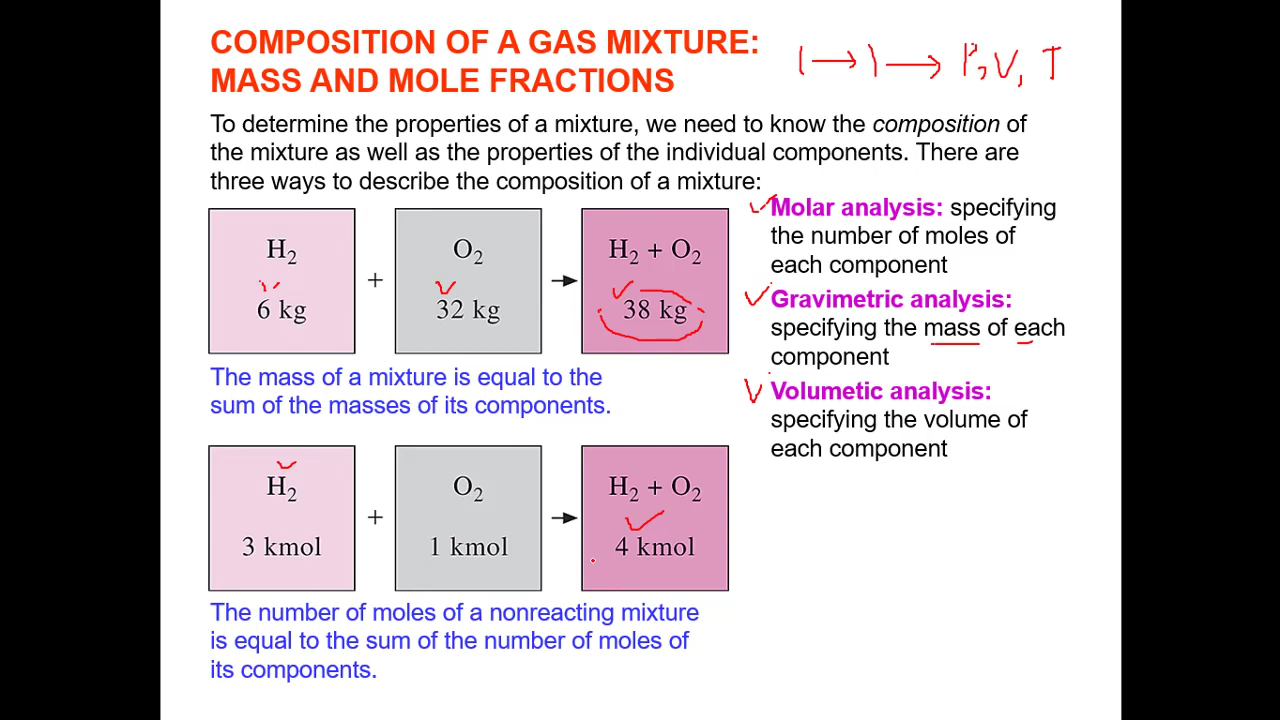 COMPOSITION OF A GAS MIXTURE:
MASS AND MOLE FRACTIONS
1 → 1 → P, V, T
To determine the properties of a mixture, we need to know the composition of
the mixture as well as the properties of the individual components. There are
three ways to describe the composition of a mixture:
H₂
6 kg
+
O₂
32 kg
→
H₂ + O₂
38 kg
The mass of a mixture is equal to the
sum of the masses of its components.
Molar analysis: specifying
the number of moles of
each component
Gravimetric analysis:
specifying the mass of each
component
Volumetic analysis:
specifying the volume of
each component
H₂
3 kmol
+
O₂
1 kmol
→
H₂ + O₂
4 kmol
The number of moles of a nonreacting mixture
is equal to the sum of the number of moles of
its components.